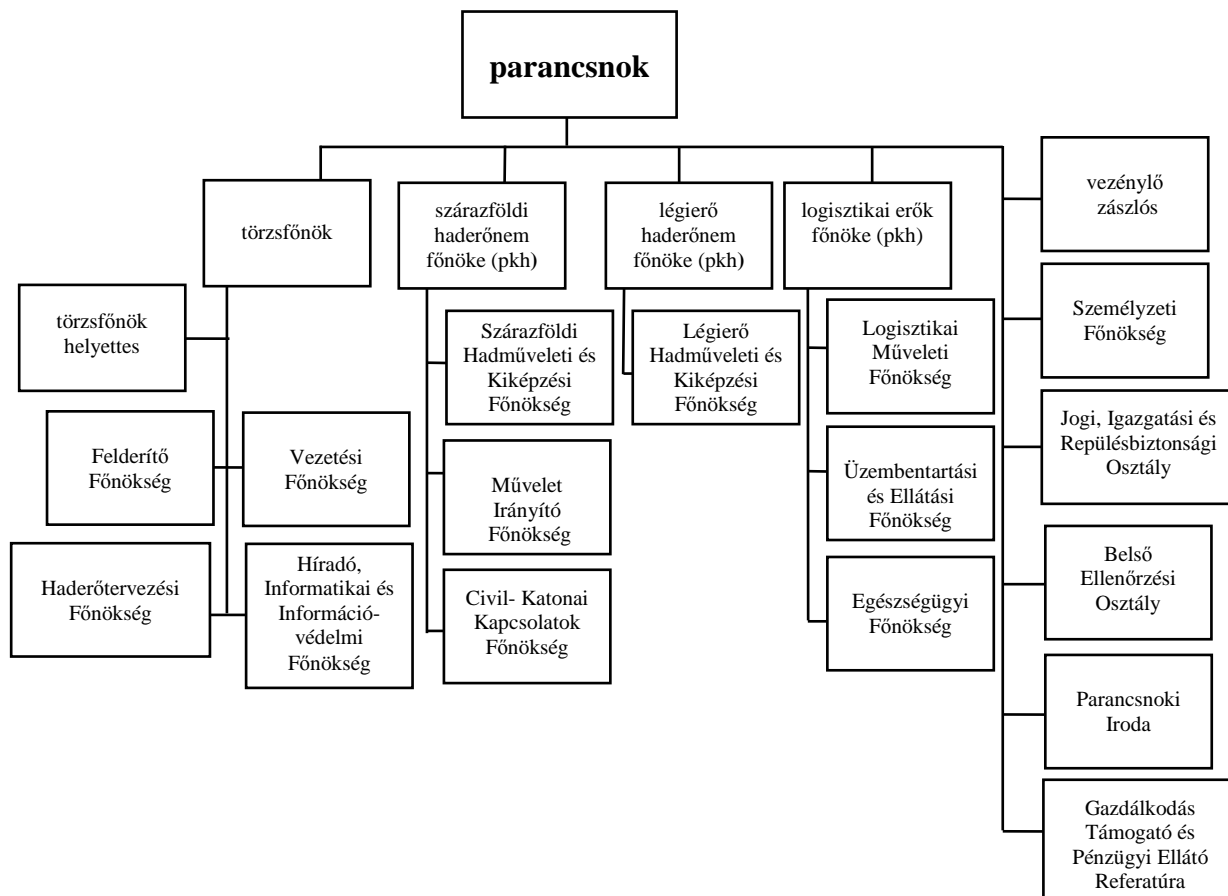 parancsnok
törzsfőnök
szárazföldi
haderőnem
főnöke (pkh)
légierő
haderőnem
főnöke (pkh)
logisztikai erők
főnöke (pkh)
vezénylő
zászlós
törzsfőnök
helyettes
Szárazföldi
Hadműveleti és
Kiképzési
Főnökség
Légierő
Hadműveleti és
Kiképzési
Főnökség
Logisztikai
Műveleti
Főnökség
Személyzeti
Főnökség
Felderítő
Főnökség
Vezetési
Főnökség
Művelet
Irányító
Főnökség
Üzembentartási
és Ellátási
Főnökség
Jogi, Igazgatási és
Repülésbiztonsági
Osztály
Haderőtervezési
Főnökség
Híradó,
Informatikai és
Információ-
védelmi
Főnökség
Civil- Katonai
Kapcsolatok
Főnökség
Egészségügyi
Főnökség
Belső
Ellenőrzési
Osztály
Parancsnoki
Iroda
Gazdálkodás
Támogató és
Pénzügyi Ellátó
Referatúra